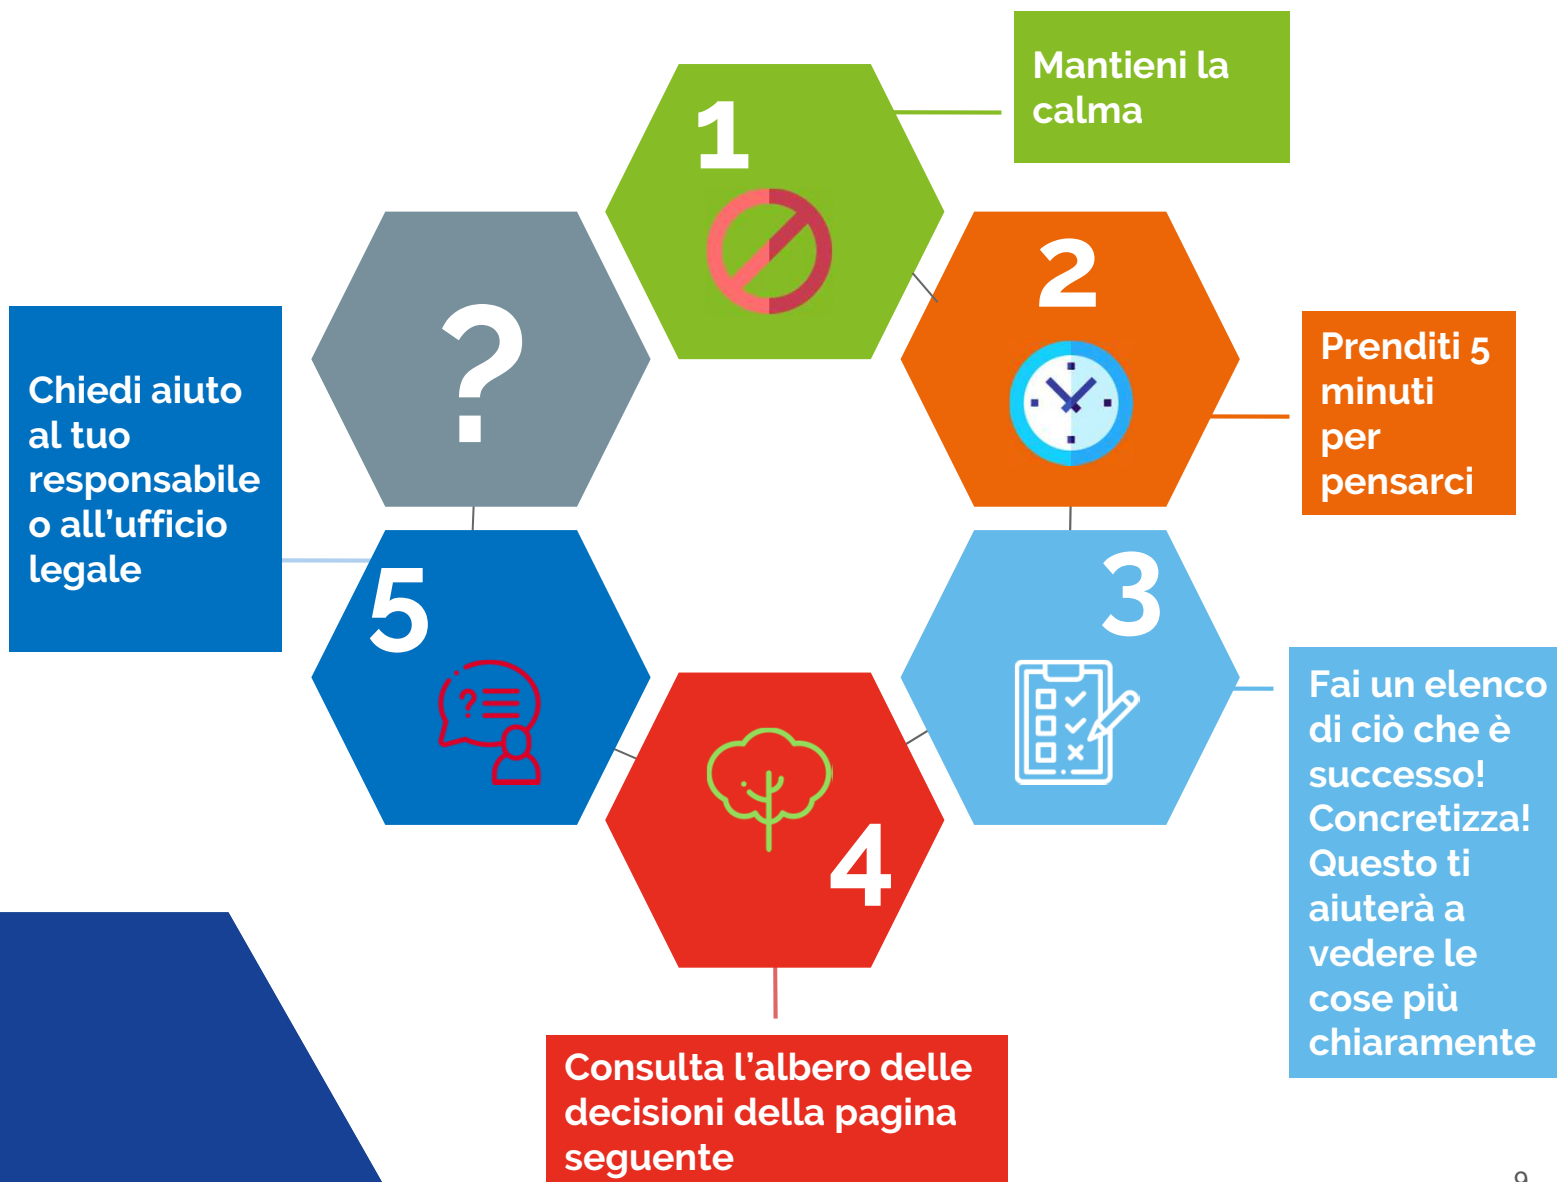 1
Mantieni la
calma
2
Prenditi 5
minuti
per
pensarci
3
Fai un elenco
di ciò che è
successo!
Concretizza!
Questo ti
aiuterà a
vedere le
cose più
chiaramente
4
Consulta l'albero delle
decisioni della pagina
seguente
5
Chiedi aiuto
al tuo
responsabile
o all'ufficio
legale
?
?
9